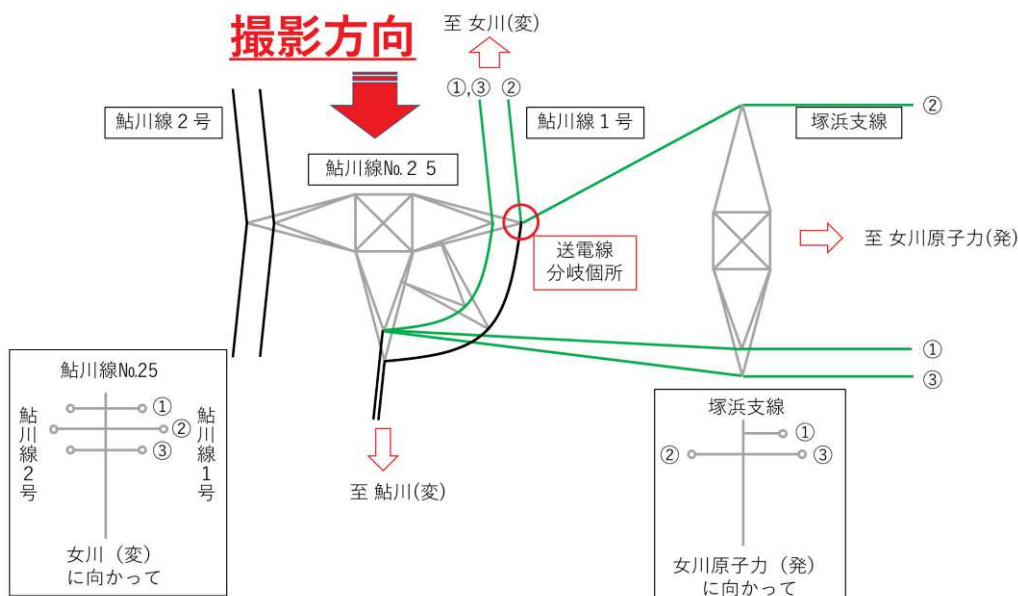 撮影方向
至 女川(変)
①,③ ②
鮎川線２号
鮎川線１号
塚浜支線
②
鮎川線№２５
送電線
分岐個所
至 女川原子力(発)
①
③
至 鮎川(変)
鮎川線№25
鮎川線２号
①
②
③
鮎川線１号
女川（変）
に向かって
塚浜支線
①
②
③
女川原子力（発）
に向かって